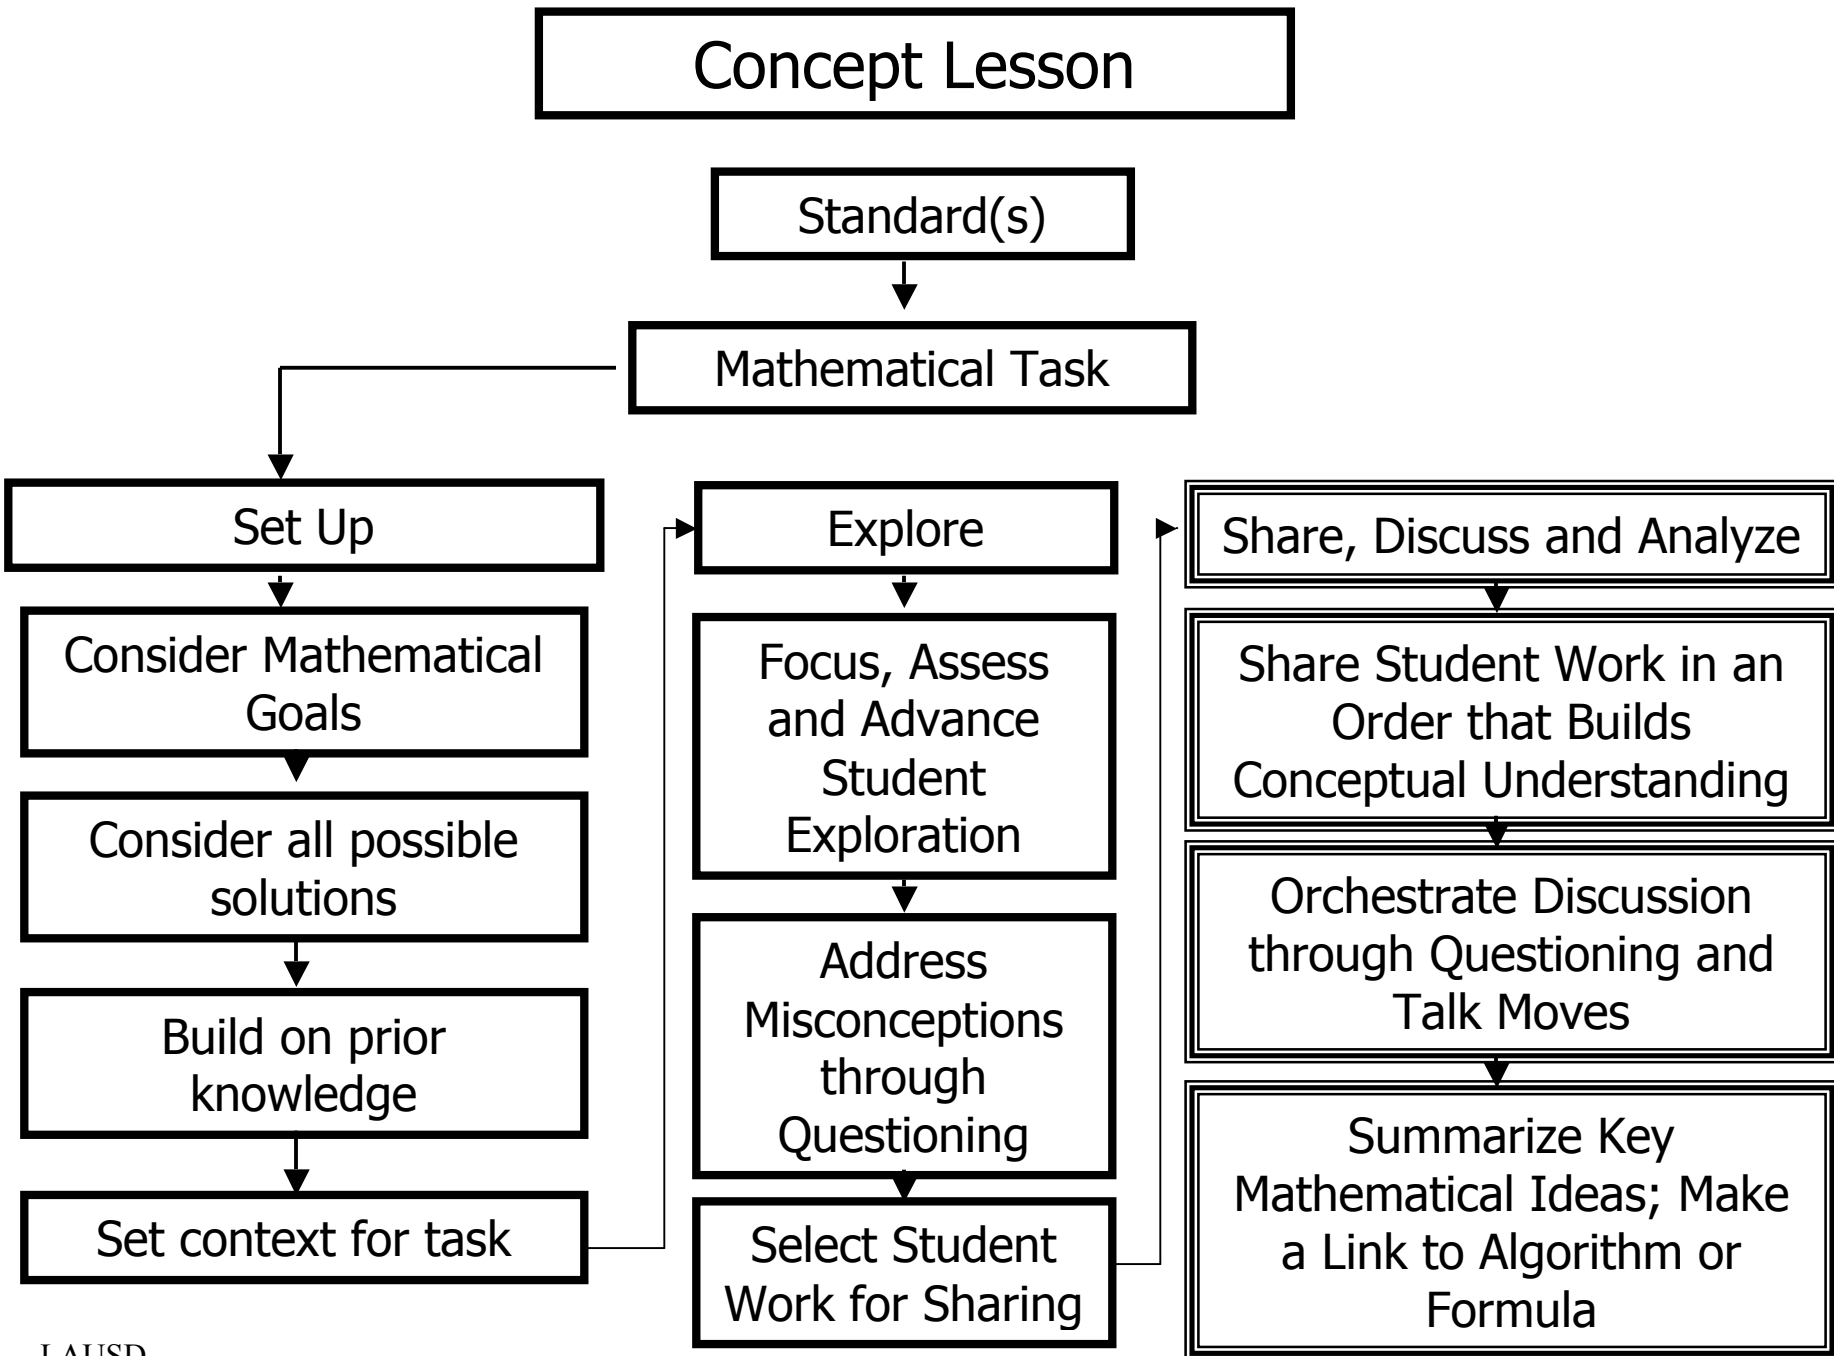 Concept Lesson
Standard(s)
Mathematical Task
Set Up
Consider Mathematical
Goals
Consider all possible
solutions
Build on prior
knowledge
Set context for task
Explore
Focus, Assess
and Advance
Student
Exploration
Address
Misconceptions
through
Questioning
Select Student
Work for Sharing
Share, Discuss and Analyze
Share Student Work in an
Order that Builds
Conceptual Understanding
Orchestrate Discussion
through Questioning and
Talk Moves
Summarize Key
Mathematical Ideas; Make
a Link to Algorithm or
Formula
LAUSD